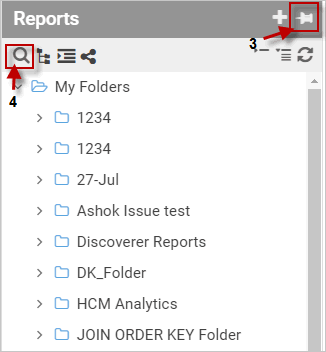 Reports
3
4
My Folders
1234
1234
27-Jul
Ashok Issue test
Discoverer Reports
DK_Folder
HCM Analytics
JOIN ORDER KEY Folder